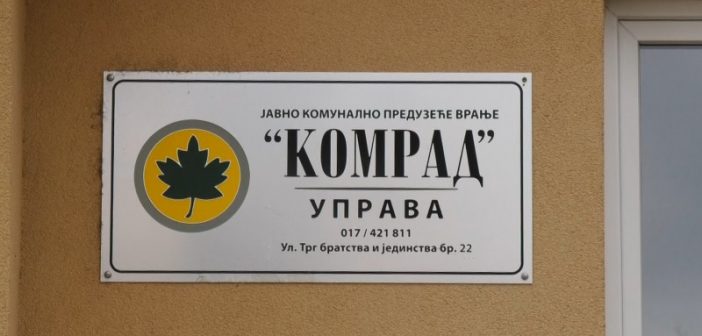 ЈАВНО КОМУНАЛНО ПРЕДУЗЕЋЕ ВРАЊЕ
“КОМРАД”
УПРАВА
017 / 421 811
Ул. Трг братства и јединства бр. 22